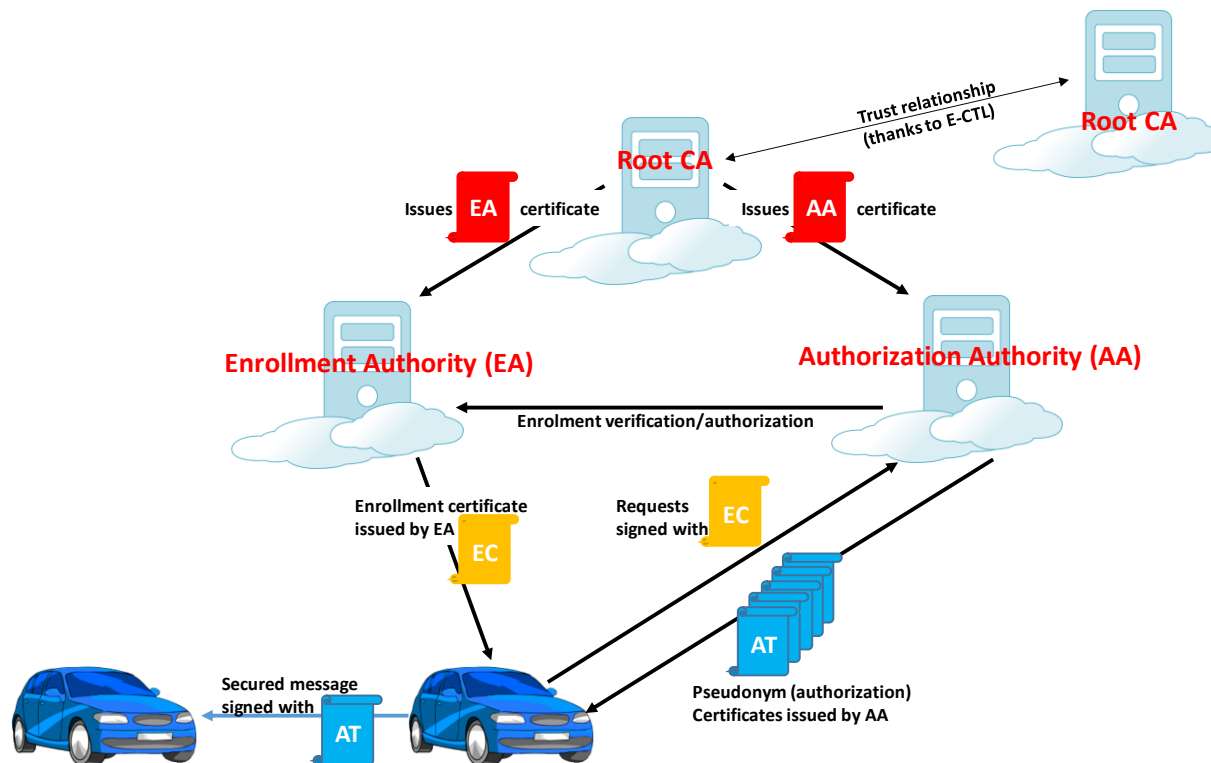 Trust relationship
(thanks to E-CTL)
Root CA
Root CA
Issues EA certificate
Issues AA certificate
Enrollment Authority (EA)
Authorization Authority (AA)
Enrolment verification/authorization
Enrollment certificate
issued by EA
EC
Requests
signed with
EC
AT
Pseudonym (authorization)
Certificates issued by AA
Secured message
signed with
AT